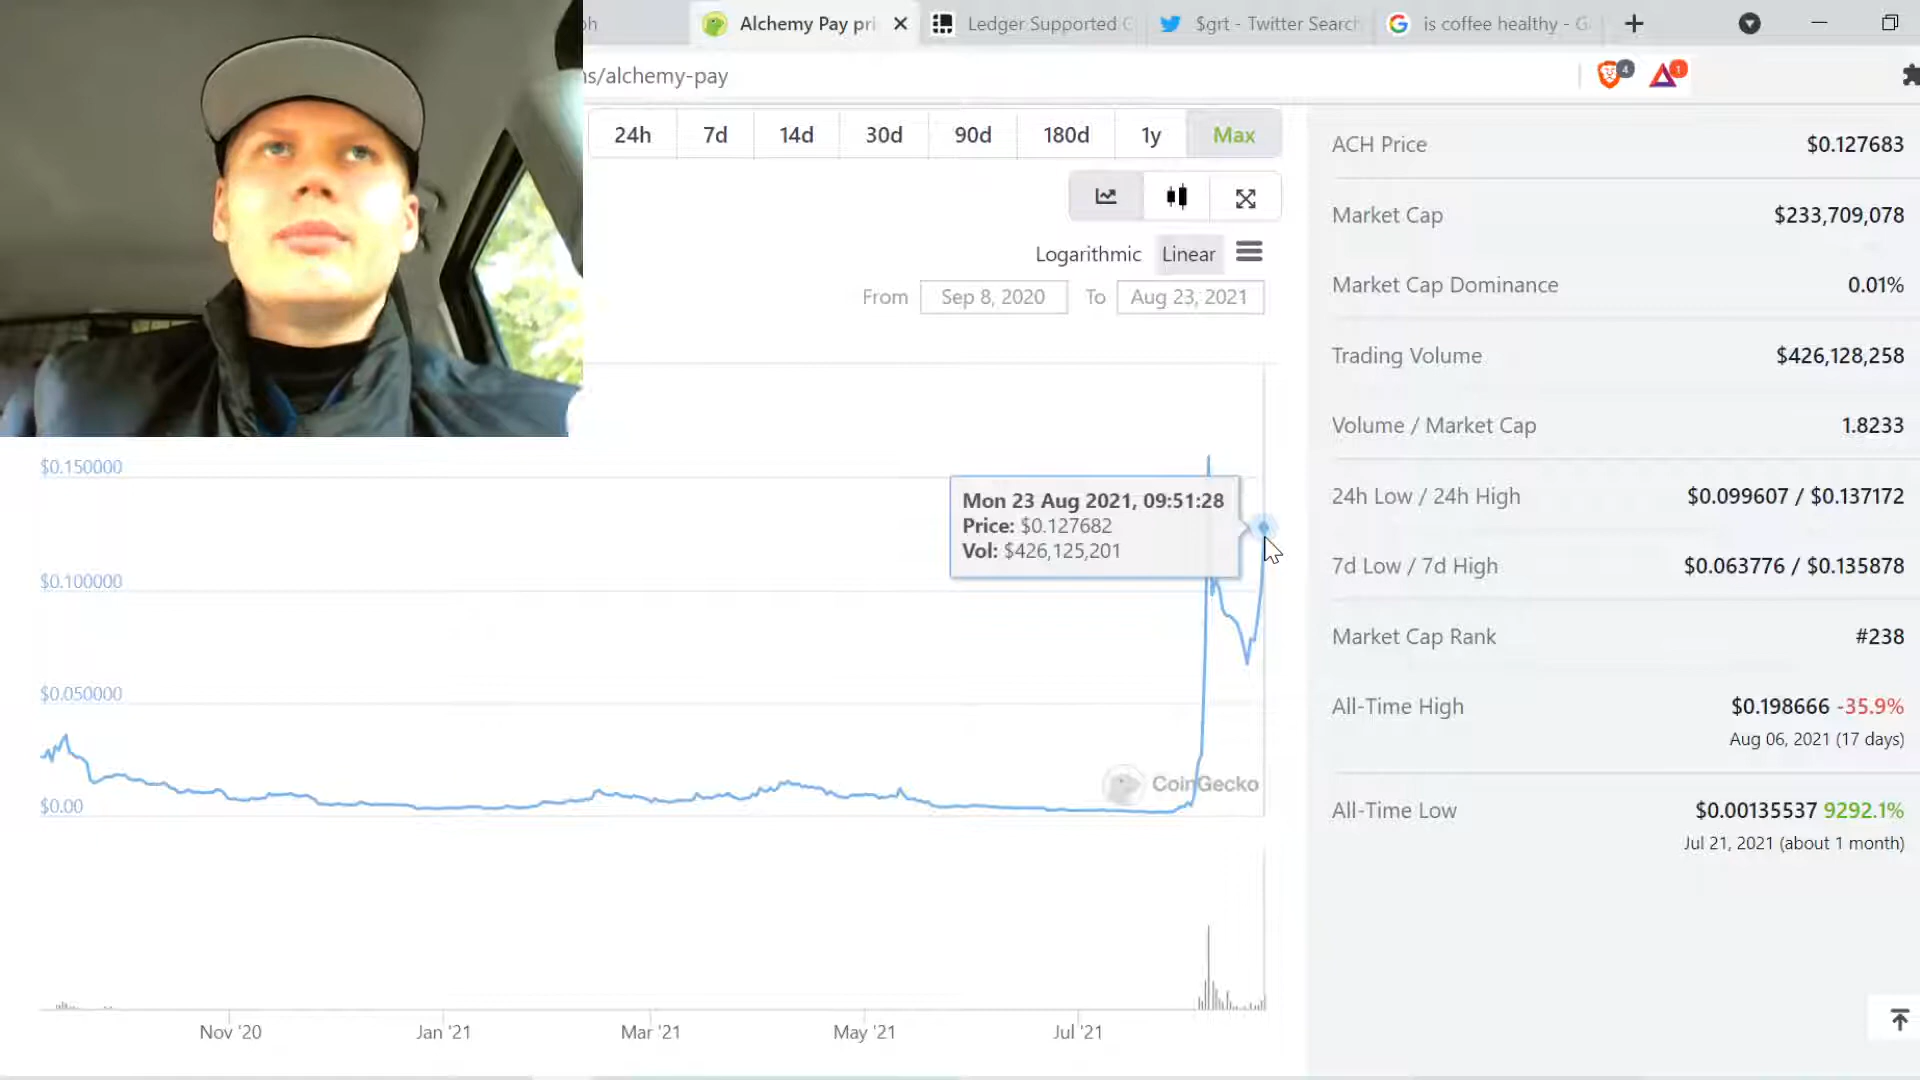 ph
Alchemy Pay pri
Ledger Supported C
$grt - Twitter Search
is coffee healthy - G
ns/alchemy-pay
4
1
24h
7d
14d
30d
90d
180d
1y
Max
Logarithmic
Linear
From
Sep 8, 2020
To
Aug 23, 2021
$0.150000
$0.100000
$0.050000
$0.00
Mon 23 Aug 2021, 09:51:28
Price: $0.127682
Vol: $426,125,201
CoinGecko
Nov '20
Jan '21
Mar '21
May '21
Jul '21
ACH Price
$0.127683
Market Cap
$233,709,078
Market Cap Dominance
0.01%
Trading Volume
$426,128,258
Volume / Market Cap
1.8233
24h Low / 24h High
$0.099607 / $0.137172
7d Low / 7d High
$0.063776 / $0.135878
Market Cap Rank
#238
All-Time High
$0.198666 -35.9%
Aug 06, 2021 (17 days)
All-Time Low
$0.00135537 9292.1%
Jul 21, 2021 (about 1 month)